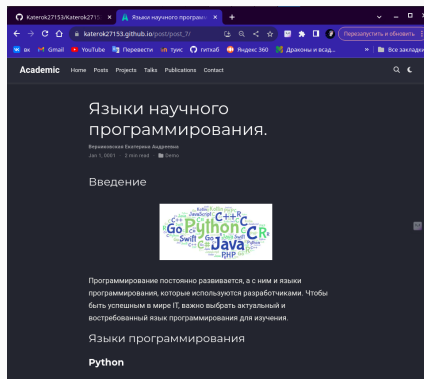 Katerok27153/Katerok2715
Языки научного програмн
katerok27153.github.io/post/post_7/
Перезапустить и обновить
вк
Gmail
YouTube
Перевести
туис
гитхаб
Яндекс 360
Драконы и всад...
»
Все закладки
Academic
Home
Posts
Projects
Talks
Publications
Contact
Языки научного
программирования.
Верниковская Екатерина Андреевна
Jan 1, 0001 · 2 min read · Demo
Введение
Kotlin
JavaScript
C++
R
Go
Python
C
Swift
Java
PHP
Программирование постоянно развивается, а с ним и языки
программирования, которые используются разработчиками. Чтобы
быть успешным в мире IT, важно выбрать актуальный и
востребованный язык программирования для изучения.
Языки программирования
Python